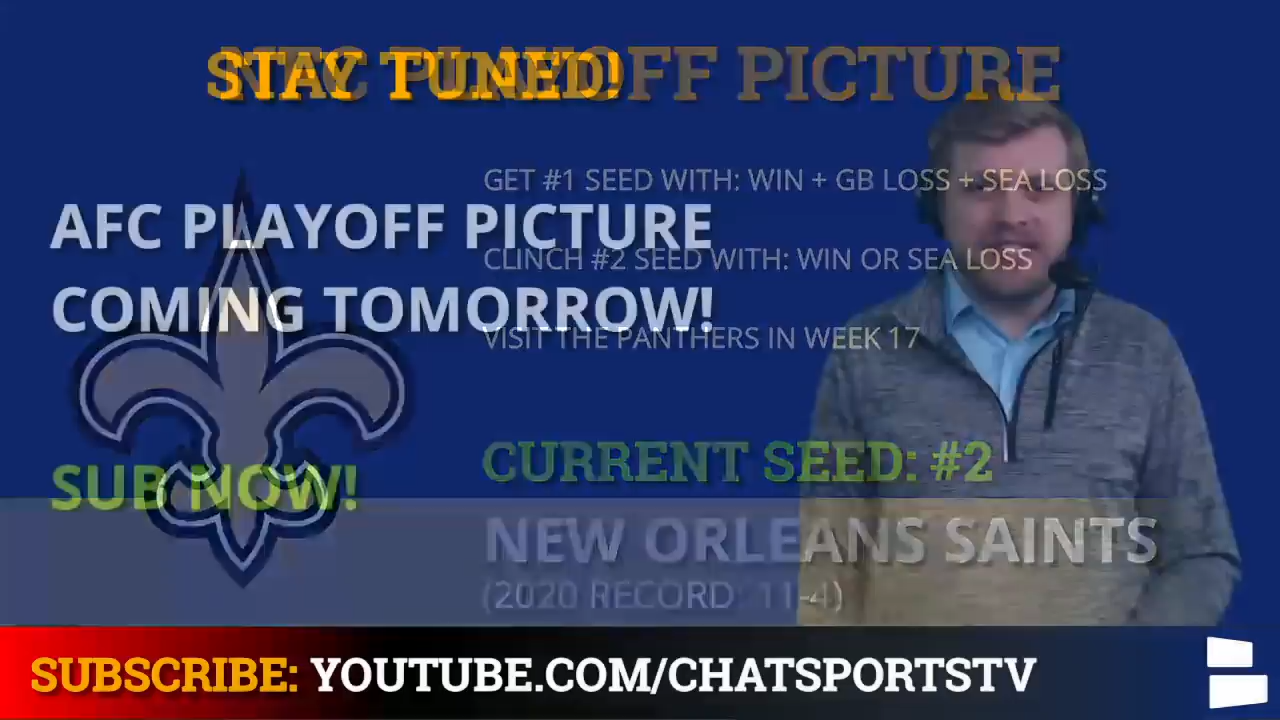 STAY TUNED!
NFC PLAYOFF PICTURE
GET #1 SEED WITH: WIN + GB LOSS + SEA LOSS
AFC PLAYOFF PICTURE
CLINCH #2 SEED WITH: WIN OR SEA LOSS
COMING TOMORROW!
VISIT THE PANTHERS IN WEEK 17
CURRENT SEED: #2
SUB NOW!
NEW ORLEANS SAINTS
(2020 RECORD: 11-4)
SUBSCRIBE: YOUTUBE.COM/CHATSPORTSTV